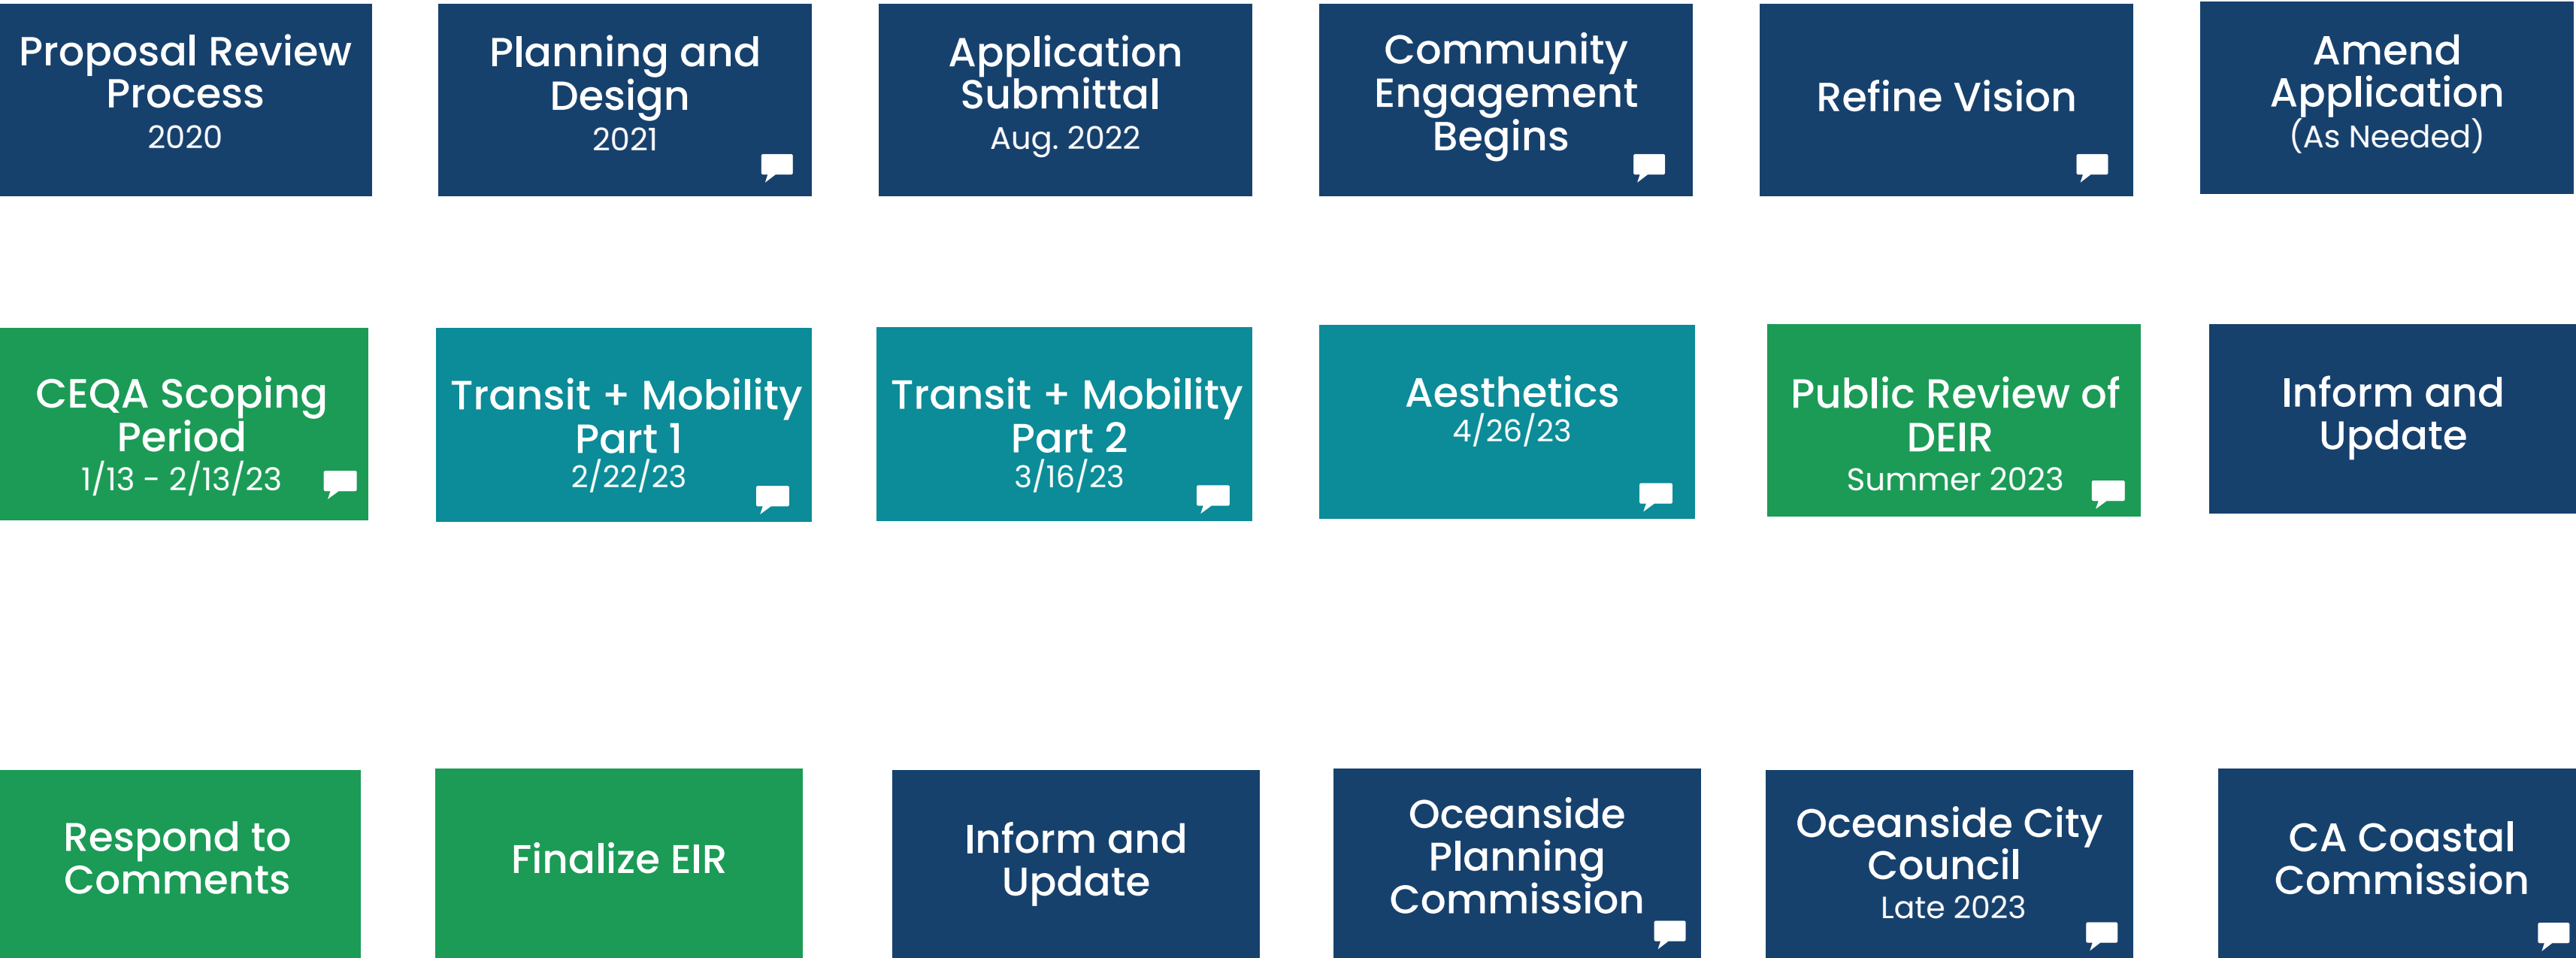 Proposal Review
Process
2020
Planning and
Design
2021
Application
Submittal
Aug. 2022
Community
Engagement
Begins
Refine Vision
Amend
Application
(As Needed)
CEQA Scoping
Period
1/13 - 2/13/23
Transit + Mobility
Part 1
2/22/23
Transit + Mobility
Part 2
3/16/23
Aesthetics
4/26/23
Public Review of
DEIR
Summer 2023
Inform and
Update
Respond to
Comments
Finalize EIR
Inform and
Update
Oceanside
Planning
Commission
Oceanside City
Council
Late 2023
CA Coastal
Commission